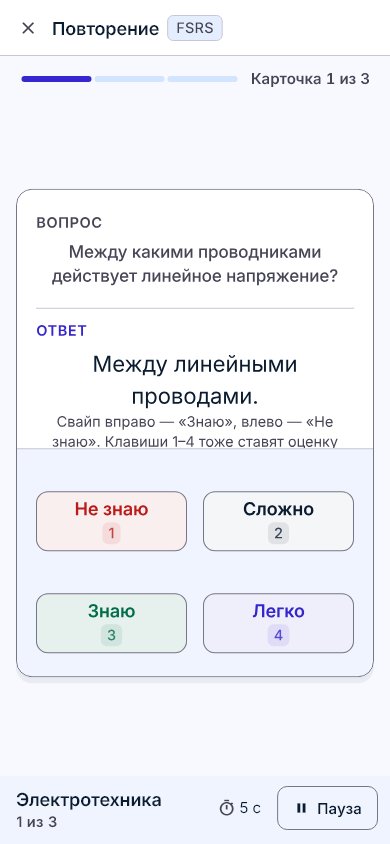 Повторение FSRS
Карточка 1 из 3
ВОПРОС
Между какими проводниками
действует линейное напряжение?
ОТВЕТ
Между линейными
проводами.
Свайп вправо — «Знаю», влево — «Не
знаю». Клавиши 1–4 тоже ставят оценку
Не знаю
1
Сложно
2
Знаю
3
Легко
4
Электротехника
1 из 3
5 с
Пауза